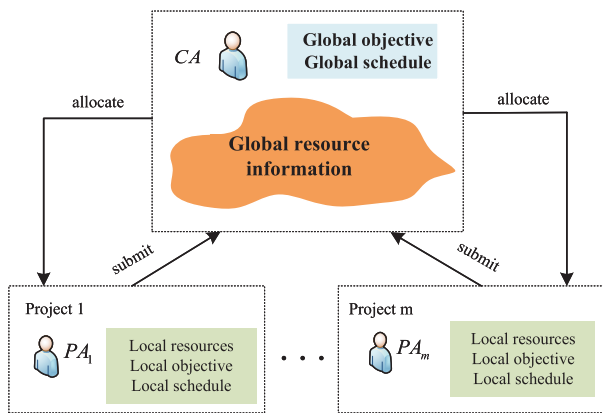 Global objective
Global schedule
CA
allocate
allocate
Global resource
information
submit
submit
Project 1
Project m
PA1
Local resources
Local objective
Local schedule
. . .
PAm
Local resources
Local objective
Local schedule